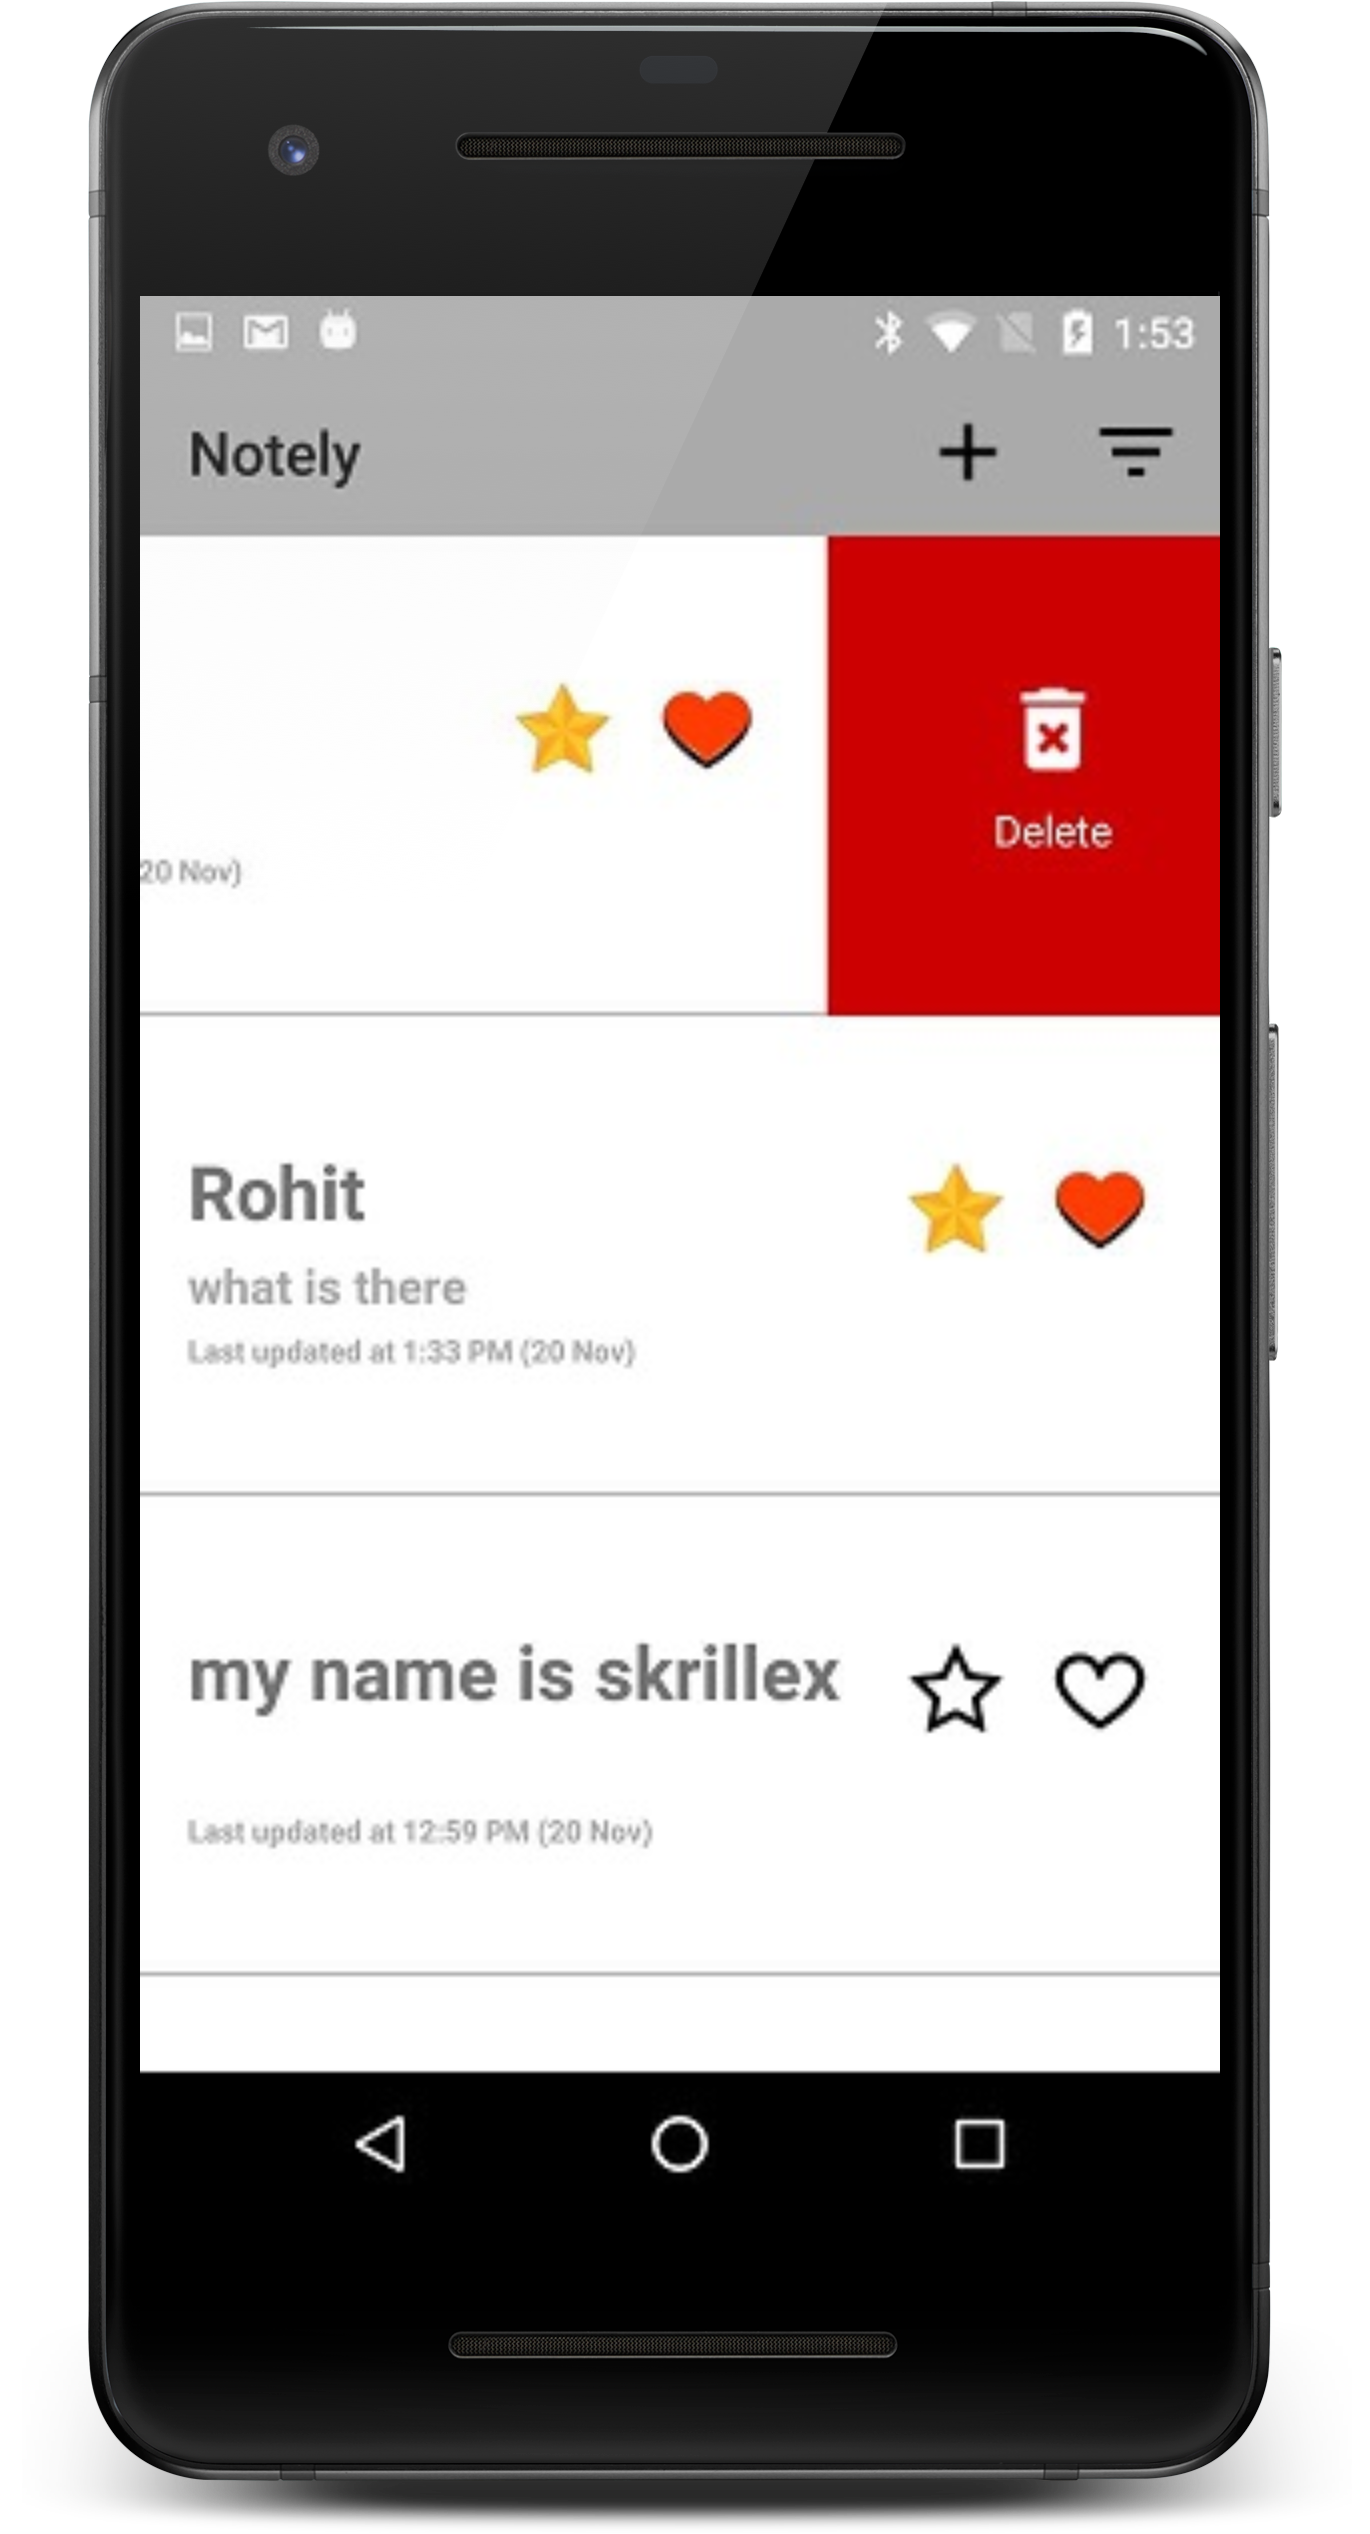 1:53
Notely
Delete
20 Nov)
Rohit
what is there
Last updated at 1:33 PM (20 Nov)
my name is skrillex
Last updated at 12:59 PM (20 Nov)